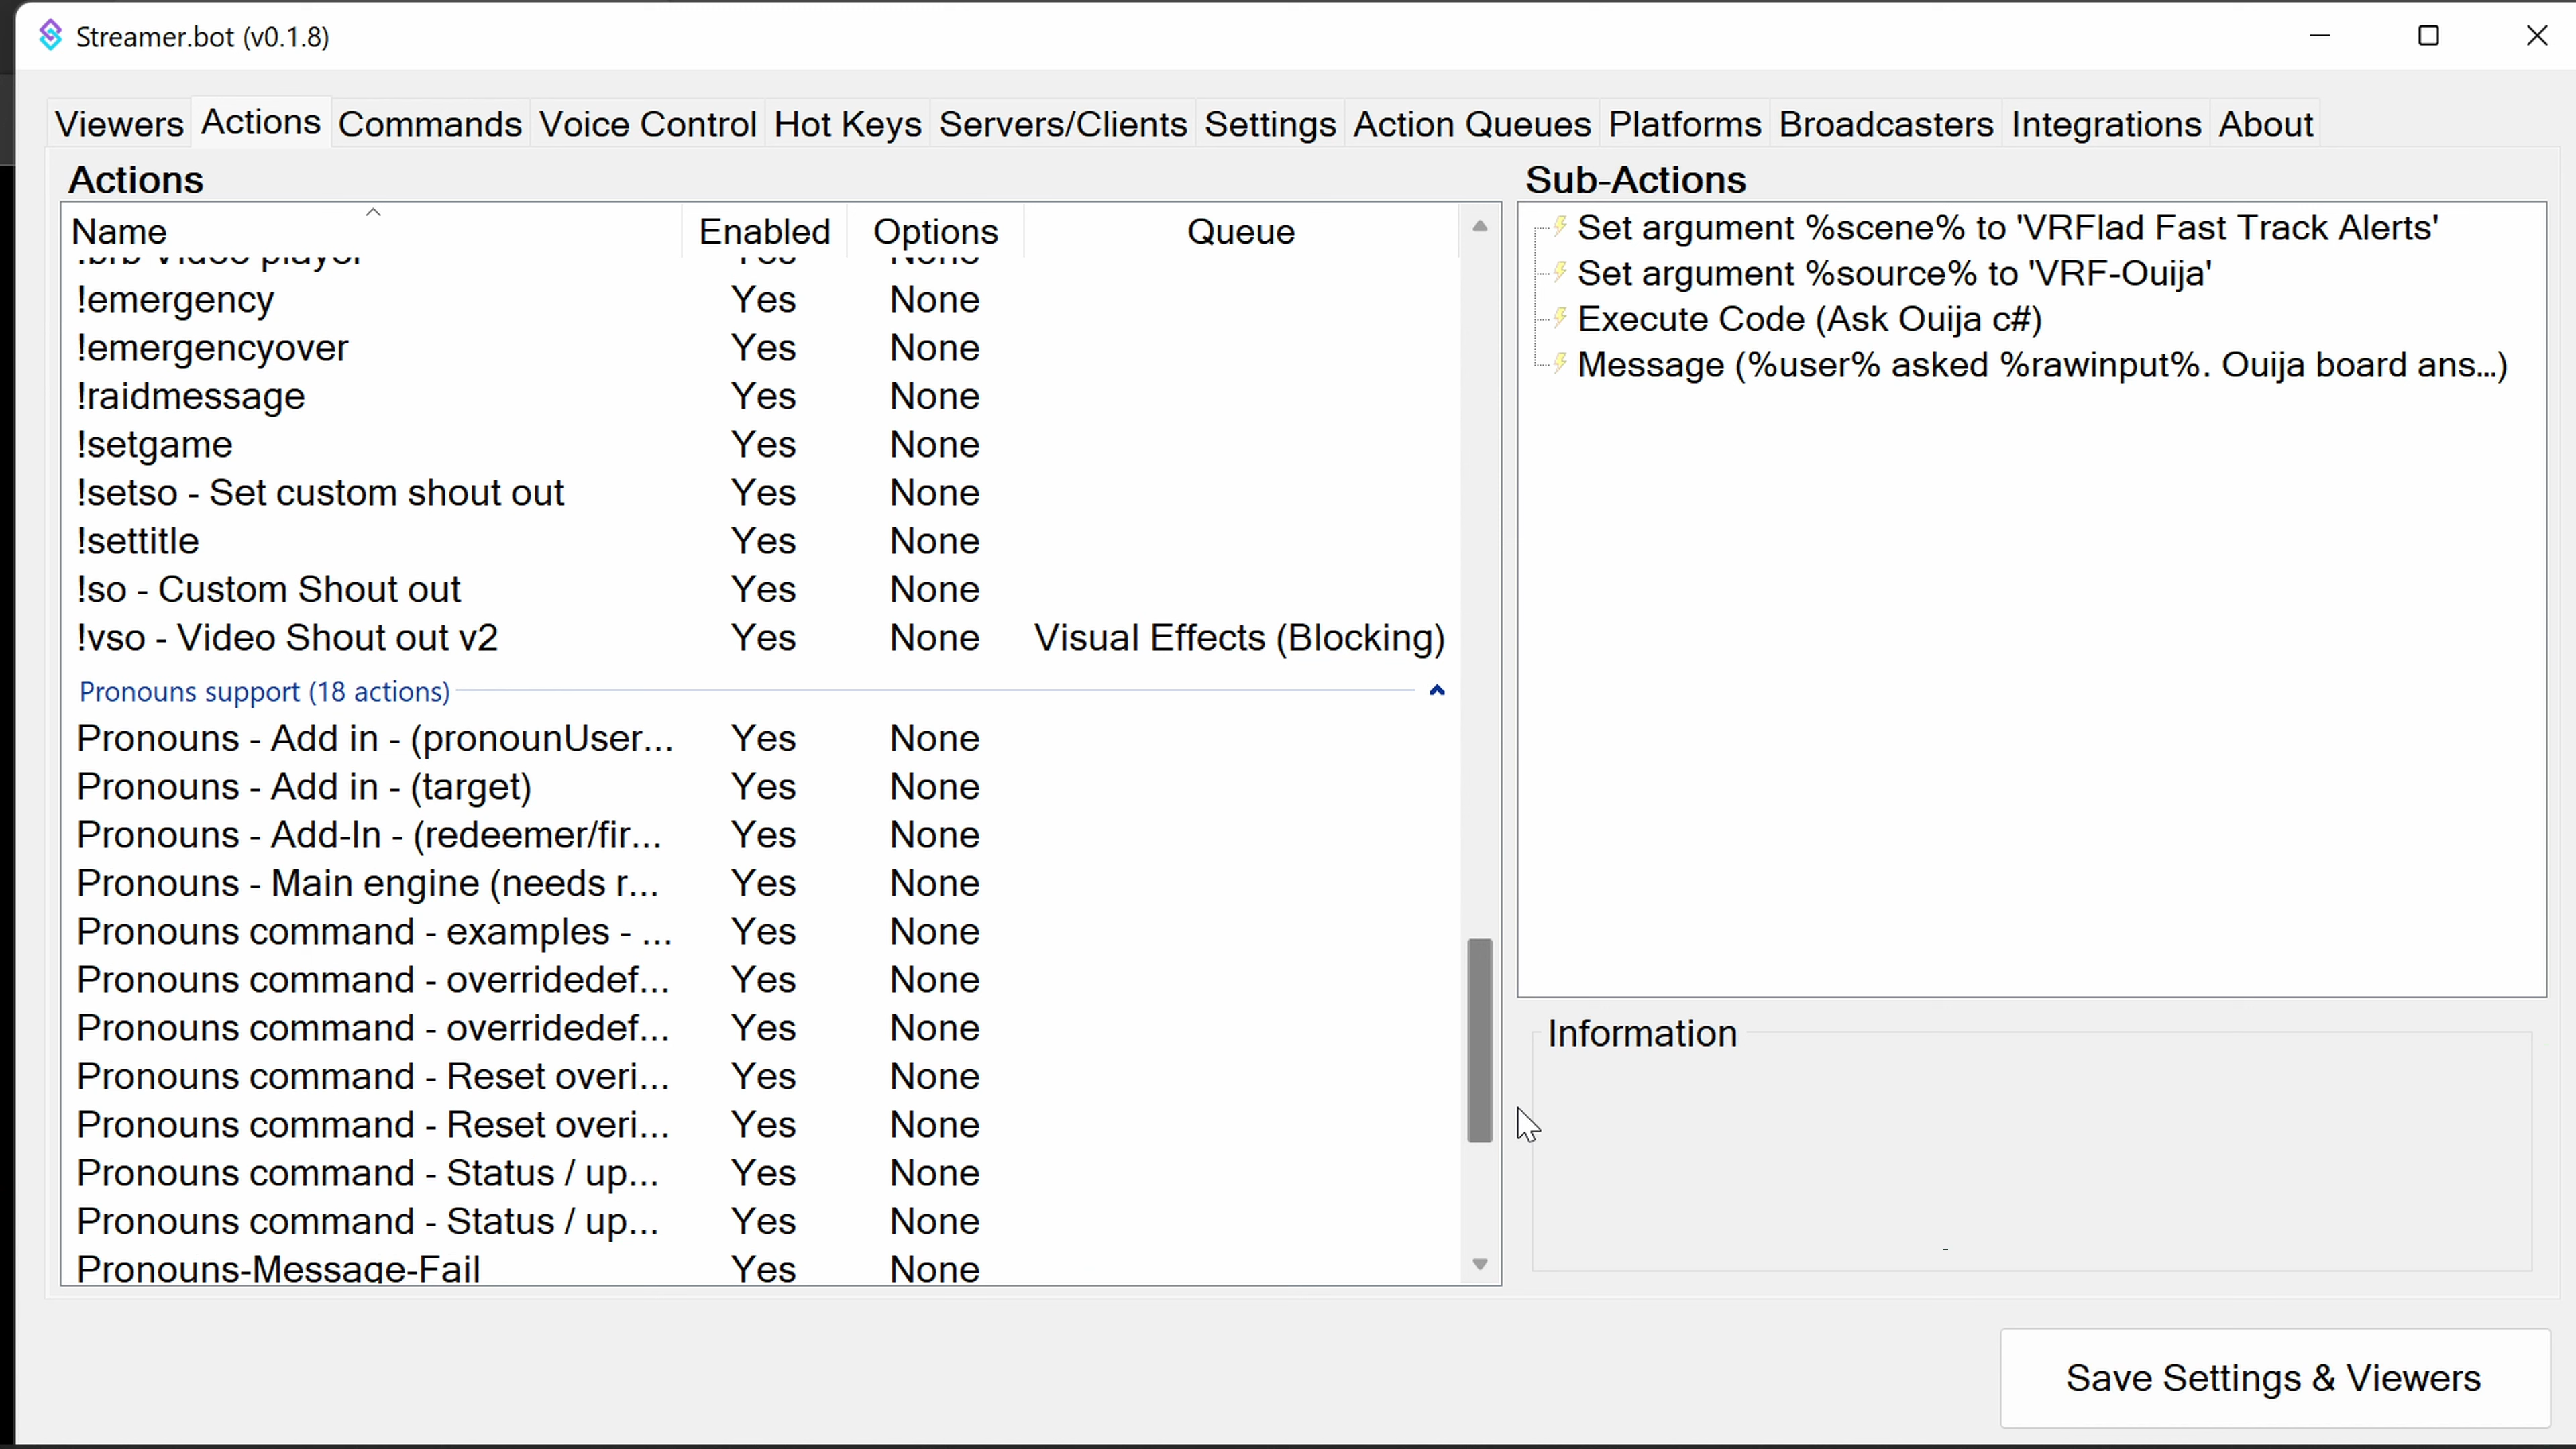 Streamer.bot (v0.1.8)
Viewers Actions Commands Voice Control Hot Keys Servers/Clients Settings Action Queues Platforms Broadcasters Integrations About
Actions
Name Enabled Options Queue
!brb Video player Yes None
!emergency Yes None
!emergencyover Yes None
!raidmessage Yes None
!setgame Yes None
!setso - Set custom shout out Yes None
!settitle Yes None
!so - Custom Shout out Yes None
!vso - Video Shout out v2 Yes None Visual Effects (Blocking)
Pronouns support (18 actions)
Pronouns - Add in - (pronounUser... Yes None
Pronouns - Add in - (target) Yes None
Pronouns - Add-In - (redeemer/fir... Yes None
Pronouns - Main engine (needs r... Yes None
Pronouns command - examples - ... Yes None
Pronouns command - overridedef... Yes None
Pronouns command - overridedef... Yes None
Pronouns command - Reset overi... Yes None
Pronouns command - Reset overi... Yes None
Pronouns command - Status / up... Yes None
Pronouns command - Status / up... Yes None
Pronouns-Message-Fail Yes None
Sub-Actions
Set argument %scene% to 'VRFlad Fast Track Alerts'
Set argument %source% to 'VRF-Ouija'
Execute Code (Ask Ouija c#)
Message (%user% asked %rawinput%. Ouija board ans...)
Information
Save Settings & Viewers